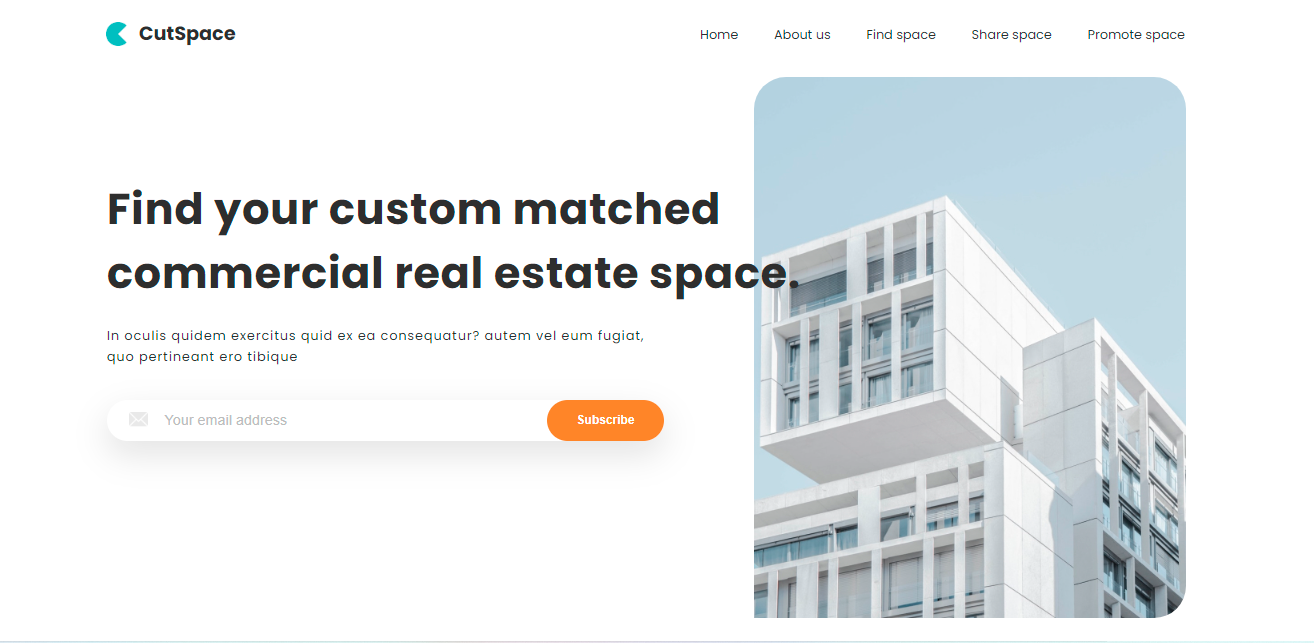 CutSpace
Home About us Find space Share space Promote space
Find your custom matched
commercial real estate space.
In oculis quidem exercitus quid ex ea consequatur? autem vel eum fugiat,
quo pertineant ero tibique
Your email address Subscribe